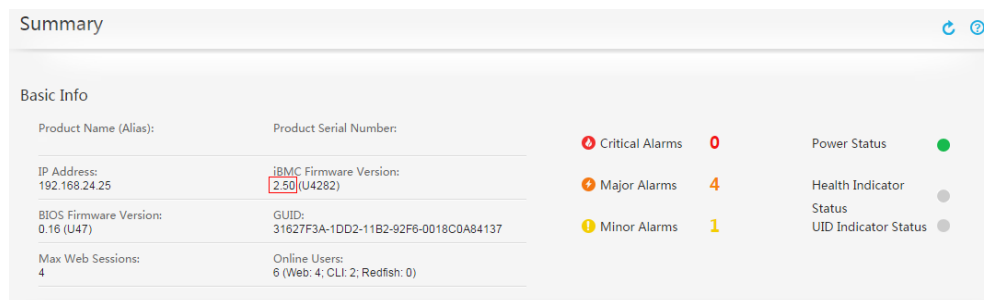 Summary
Basic Info
Product Name (Alias):
Product Serial Number:
IP Address:
192.168.24.25
iBMC Firmware Version:
2.50 (U4282)
BIOS Firmware Version:
0.16 (U47)
GUID:
31627F3A-1DD2-11B2-92F6-0018C0A84137
Max Web Sessions:
4
Online Users:
6 (Web: 4; CLI: 2; Redfish: 0)
Critical Alarms 0
Major Alarms 4
Minor Alarms 1
Power Status
Health Indicator
Status
UID Indicator Status